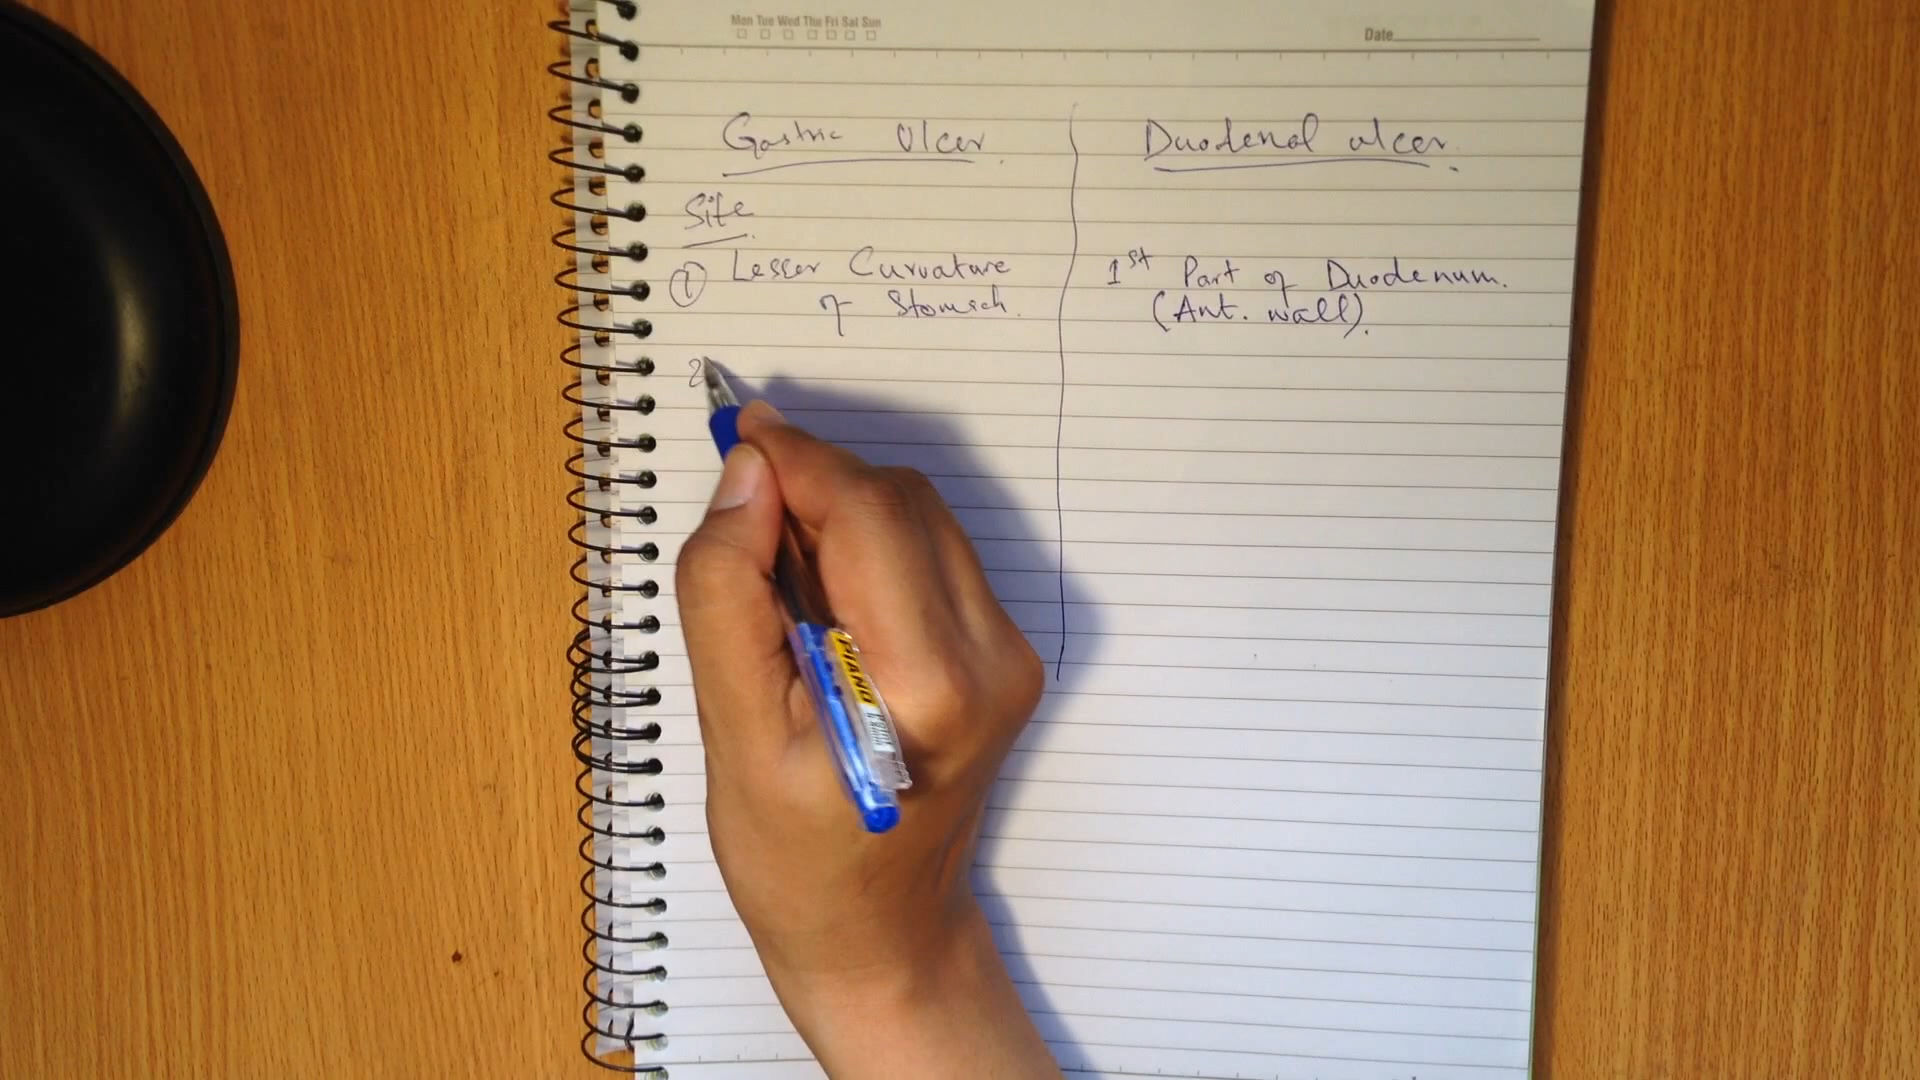 Mon Tue Wed Thu Fri Sat Sun
Date
Gastric Ulcer.
Duodenal ulcer.
Site
① Lesser Curvature
of Stomach.
1st Part of Duodenum.
(Ant. wall).
2
PIANO